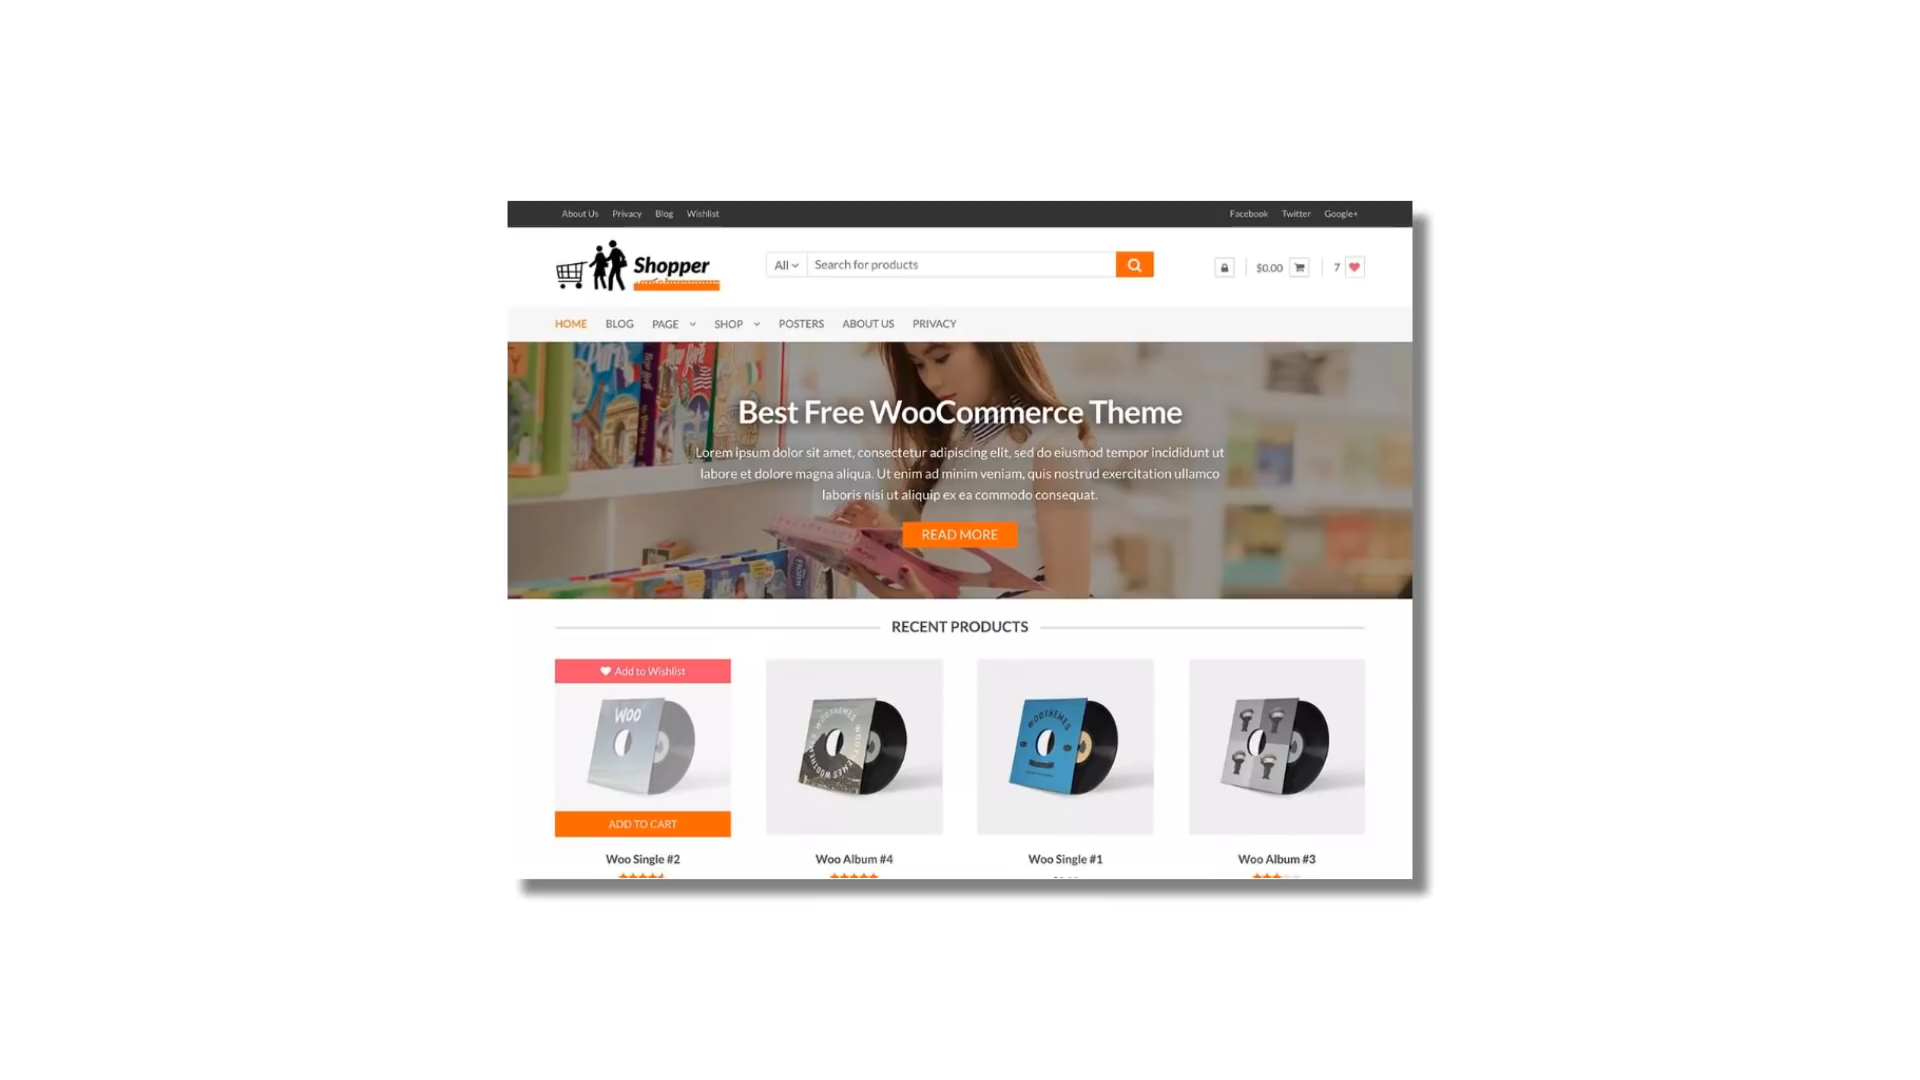 About Us Privacy Blog Wishlist Facebook Twitter Google+
Shopper
All Search for products
$0.00 7
HOME BLOG PAGE SHOP POSTERS ABOUT US PRIVACY
Best Free WooCommerce Theme
Lorem ipsum dolor sit amet, consectetur adipiscing elit, sed do eiusmod tempor incididunt ut
labore et dolore magna aliqua. Ut enim ad minim veniam, quis nostrud exercitation ullamco
laboris nisi ut aliquip ex ea commodo consequat.
READ MORE
RECENT PRODUCTS
Add to Wishlist
WOO
WOOTHEMES
ADD TO CART
Woo Single #2 Woo Album #4 Woo Single #1 Woo Album #3